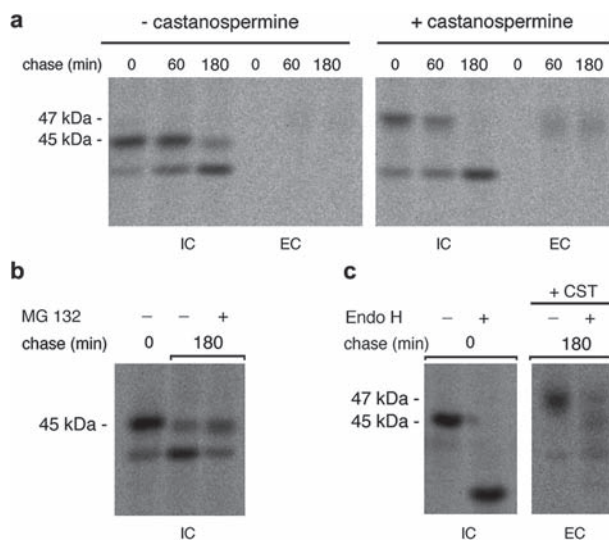 a
- castanospermine
+ castanospermine
chase (min) 0 60 180 0 60 180 0 60 180 0 60 180
47 kDa -
45 kDa -
IC EC IC EC
b
MG 132 – – +
chase (min) 0 180
45 kDa -
IC
c
+ CST
Endo H – + – +
chase (min) 0 180
47 kDa -
45 kDa -
IC EC